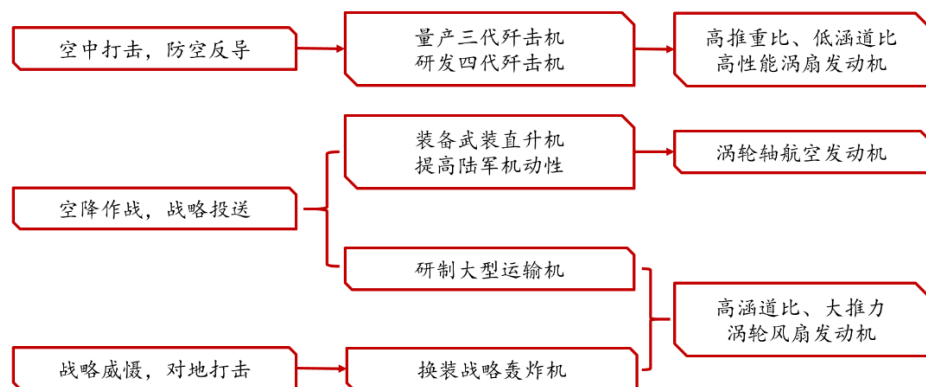 空中打击，防空反导
量产三代歼击机
研发四代歼击机
高推重比、低涵道比
高性能涡扇发动机
空降作战，战略投送
装备武装直升机
提高陆军机动性
涡轮轴航空发动机
研制大型运输机
高涵道比、大推力
涡轮风扇发动机
战略威慑，对地打击
换装战略轰炸机